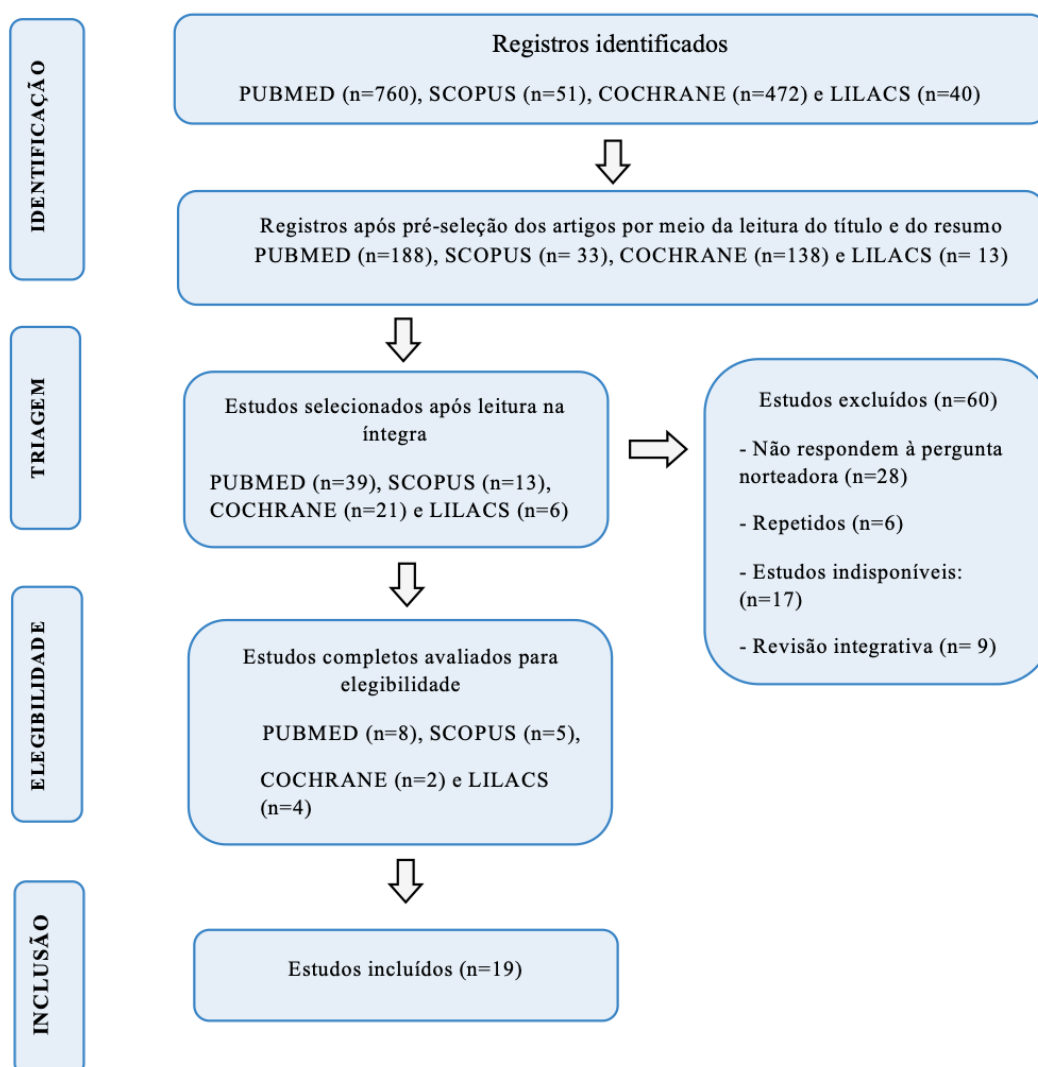 IDENTIFICAÇÃO
Registros identificados
PUBMED (n=760), SCOPUS (n=51), COCHRANE (n=472) e LILACS (n=40)
Registros após pré-seleção dos artigos por meio da leitura do título e do resumo
PUBMED (n=188), SCOPUS (n= 33), COCHRANE (n=138) e LILACS (n= 13)
TRIAGEM
Estudos selecionados após leitura na
íntegra
PUBMED (n=39), SCOPUS (n=13),
COCHRANE (n=21) e LILACS (n=6)
Estudos excluídos (n=60)
- Não respondem à pergunta
norteadora (n=28)
- Repetidos (n=6)
- Estudos indisponíveis:
(n=17)
- Revisão integrativa (n= 9)
ELEGIBILIDADE
Estudos completos avaliados para
elegibilidade
PUBMED (n=8), SCOPUS (n=5),
COCHRANE (n=2) e LILACS
(n=4)
INCLUSÃO
Estudos incluídos (n=19)